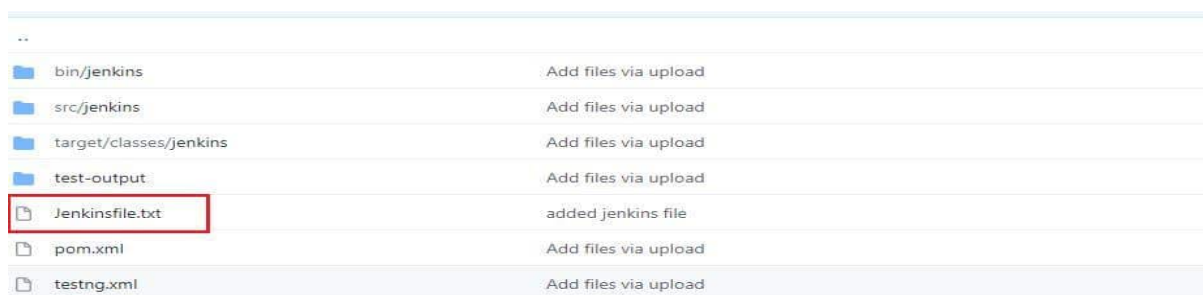 ..
bin/jenkins Add files via upload
src/jenkins Add files via upload
target/classes/jenkins Add files via upload
test-output Add files via upload
Jenkinsfile.txt added jenkins file
pom.xml Add files via upload
testng.xml Add files via upload